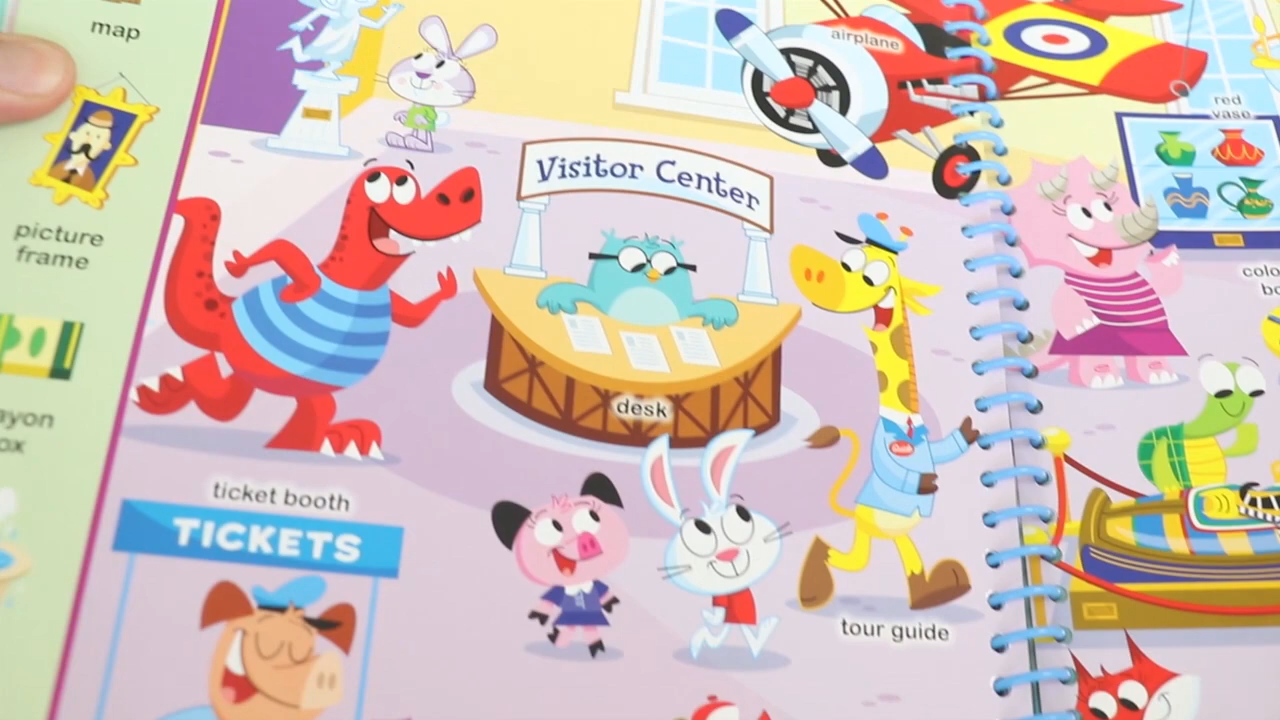 map
picture
frame
airplane
red
vase
Visitor Center
desk
ticket booth
TICKETS
tour guide